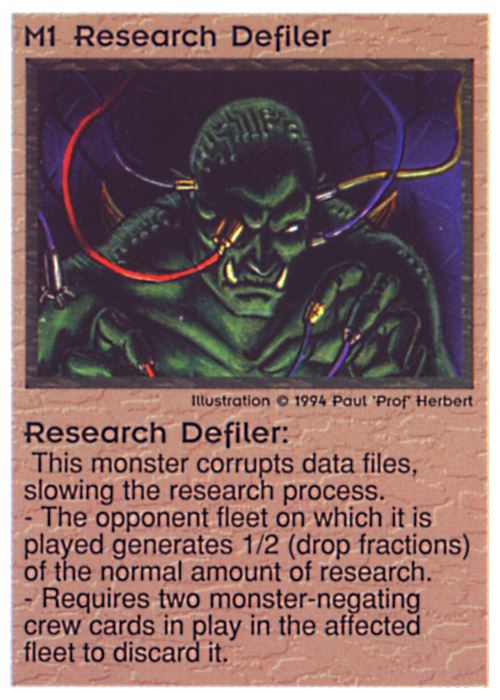 M1 Research Defiler
Illustration © 1994 Paul 'Prof' Herbert
Research Defiler:
This monster corrupts data files,
slowing the research process.
- The opponent fleet on which it is
played generates 1/2 (drop fractions)
of the normal amount of research.
- Requires two monster-negating
crew cards in play in the affected
fleet to discard it.